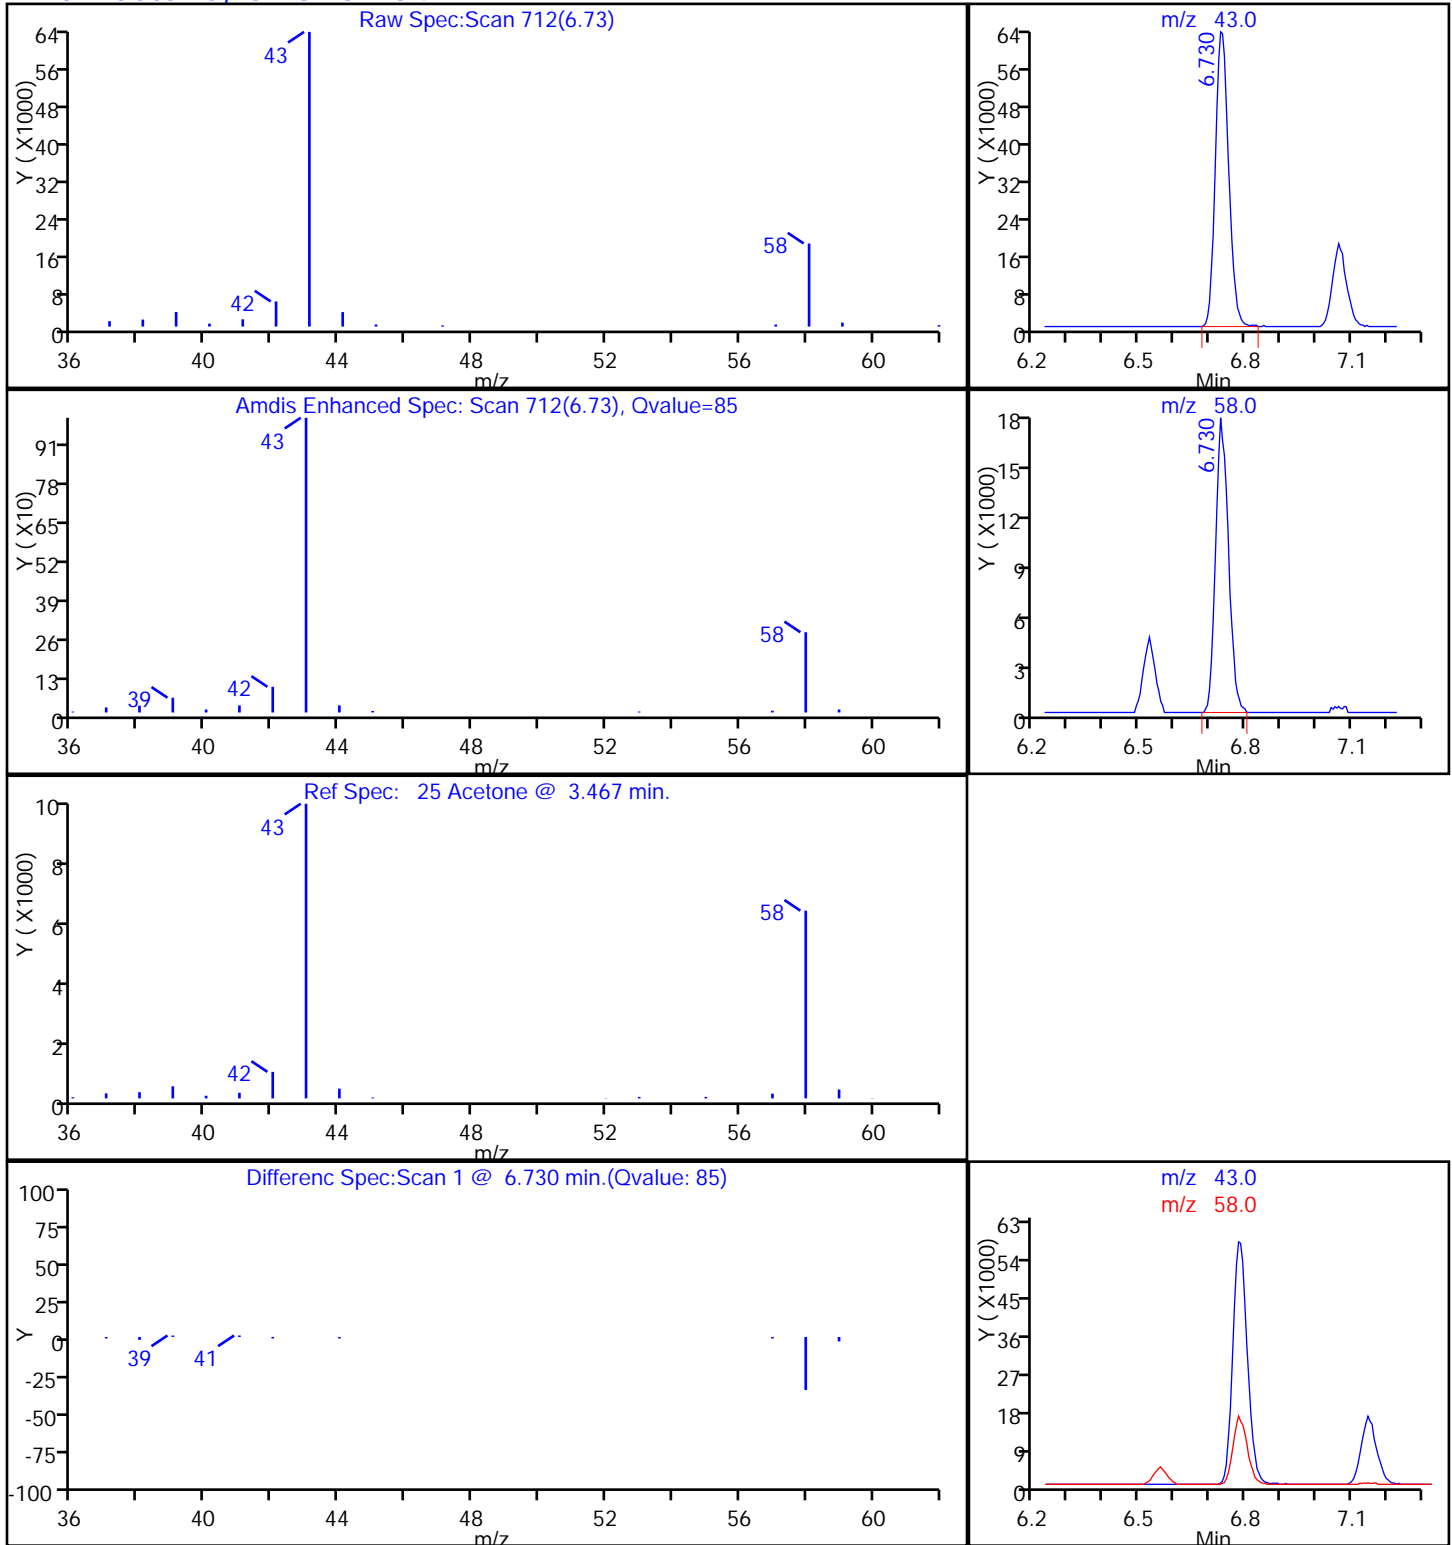 Raw Spec:Scan 712(6.73)
Y ( X1000)
64
56
48
40
32
24
16
8
0
43
42
58
36 40 44 48 52 56 60
m/z
m/z 43.0
Y ( X1000)
64
56
48
40
32
24
16
8
0
6.730
6.2 6.5 6.8 7.1
Min
Amdis Enhanced Spec: Scan 712(6.73), Qvalue=85
Y ( X10)
91
78
65
52
39
26
13
0
43
39
42
58
36 40 44 48 52 56 60
m/z
m/z 58.0
Y ( X1000)
18
15
12
9
6
3
0
6.730
6.2 6.5 6.8 7.1
Min
Ref Spec: 25 Acetone @ 3.467 min.
Y ( X1000)
10
8
6
4
2
0
43
42
58
36 40 44 48 52 56 60
m/z
Differenc Spec:Scan 1 @ 6.730 min.(Qvalue: 85)
Y
100
75
50
25
0
-25
-50
-75
-100
39
41
36 40 44 48 52 56 60
m/z
m/z 43.0
m/z 58.0
Y ( X1000)
63
54
45
36
27
18
9
0
6.2 6.5 6.8 7.1
Min